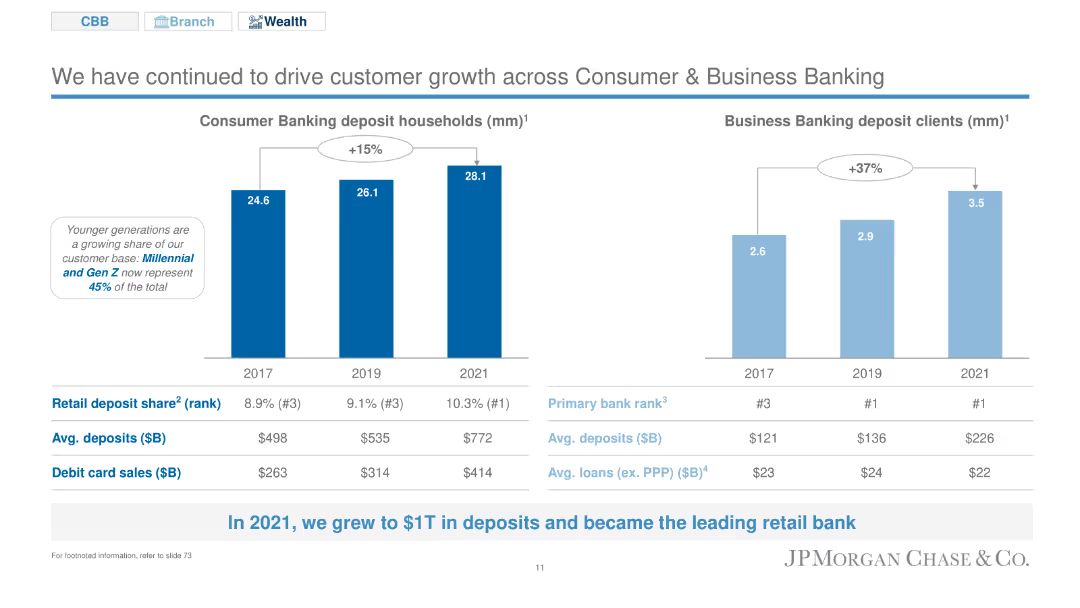 CBB
Branch
Wealth
We have continued to drive customer growth across Consumer & Business Banking
Consumer Banking deposit households (mm)¹
+15%
24.6
26.1
28.1
Younger generations are
a growing share of our
customer base: Millennial
and Gen Z now represent
45% of the total
2017 2019 2021
Retail deposit share² (rank) 8.9% (#3) 9.1% (#3) 10.3% (#1)
Avg. deposits ($B) $498 $535 $772
Debit card sales ($B) $263 $314 $414
Business Banking deposit clients (mm)¹
+37%
2.6
2.9
3.5
2017 2019 2021
Primary bank rank³ #3 #1 #1
Avg. deposits ($B) $121 $136 $226
Avg. loans (ex. PPP) ($B)⁴ $23 $24 $22
In 2021, we grew to $1T in deposits and became the leading retail bank
For footnoted information, refer to slide 73
11
JPMORGAN CHASE & CO.